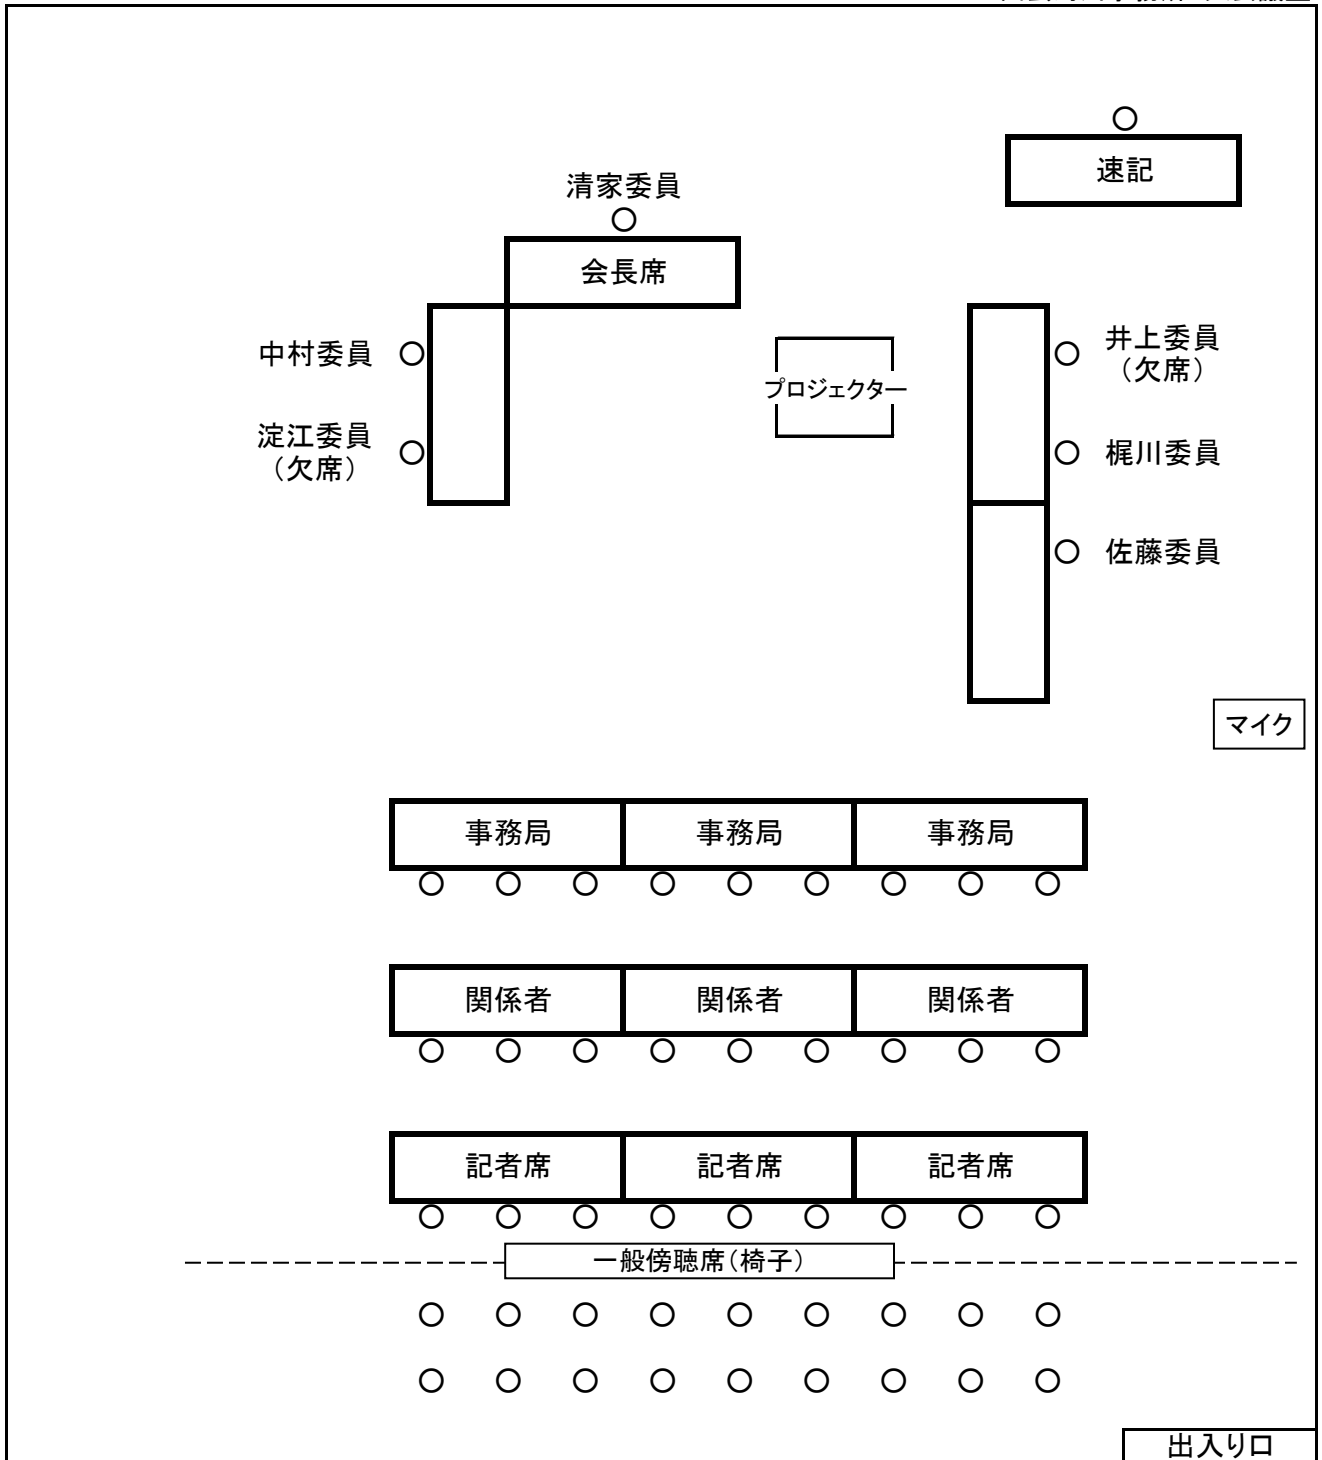 速記
清家委員
会長席
中村委員
プロジェクター
井上委員
（欠席）
淀江委員
（欠席）
梶川委員
佐藤委員
マイク
事務局
事務局
事務局
関係者
関係者
関係者
記者席
記者席
記者席
一般傍聴席（椅子）
出入り口